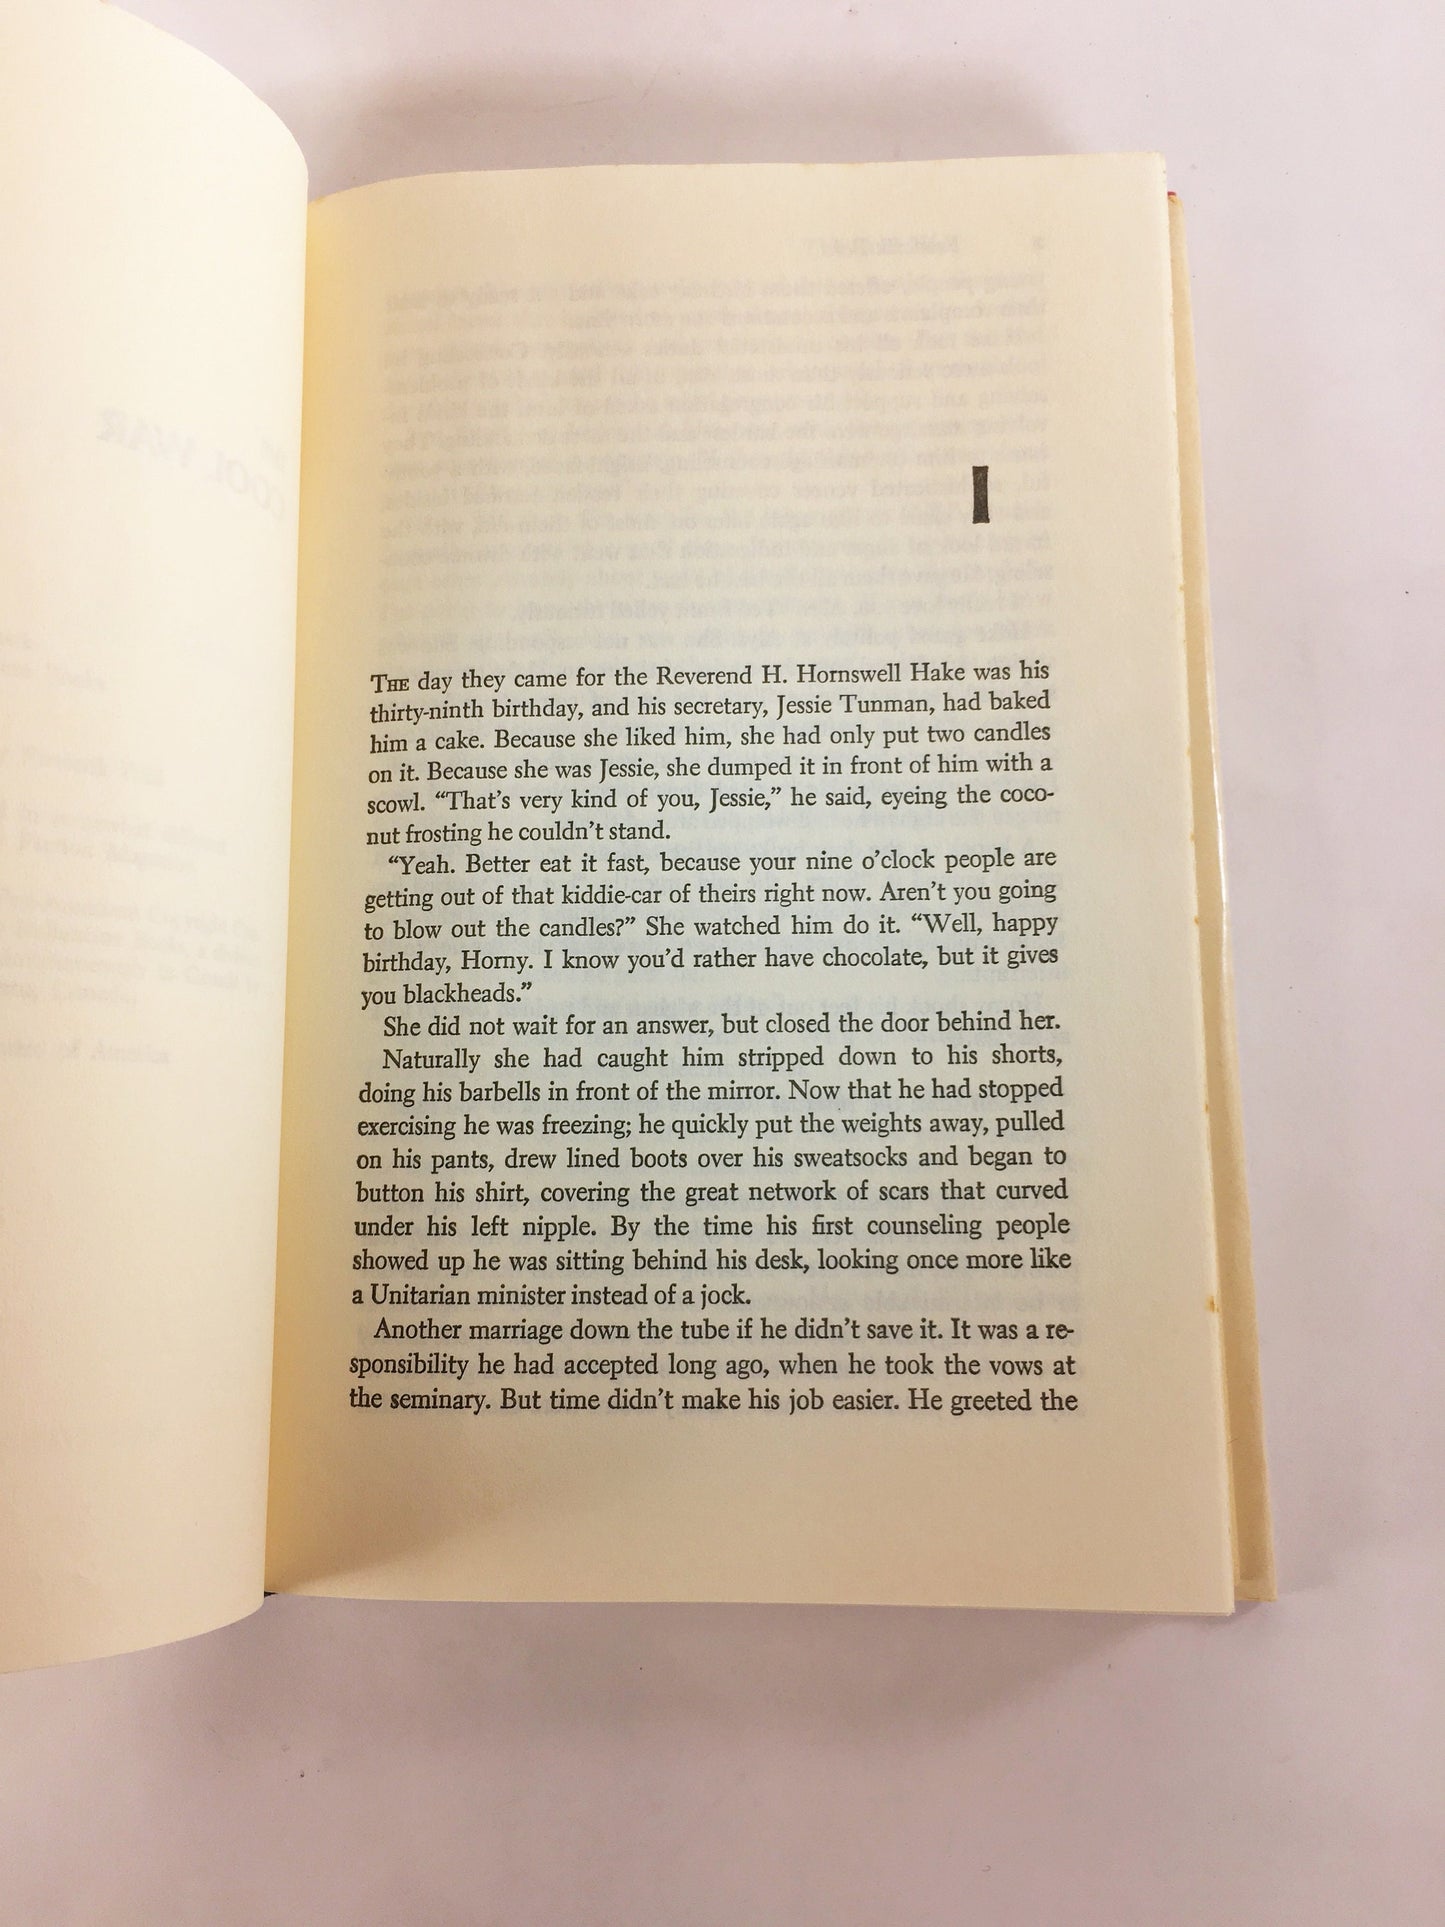 I
THE day they came for the Reverend H. Hornswell Hake was his
thirty-ninth birthday, and his secretary, Jessie Tunman, had baked
him a cake. Because she liked him, she had only put two candles
on it. Because she was Jessie, she dumped it in front of him with a
scowl. “That’s very kind of you, Jessie,” he said, eyeing the coco-
nut frosting he couldn’t stand.
“Yeah. Better eat it fast, because your nine o’clock people are
getting out of that kiddie-car of theirs right now. Aren’t you going
to blow out the candles?” She watched him do it. “Well, happy
birthday, Horny. I know you’d rather have chocolate, but it gives
you blackheads.”
She did not wait for an answer, but closed the door behind her.
Naturally she had caught him stripped down to his shorts,
doing his barbells in front of the mirror. Now that he had stopped
exercising he was freezing; he quickly put the weights away, pulled
on his pants, drew lined boots over his sweatsocks and began to
button his shirt, covering the great network of scars that curved
under his left nipple. By the time his first counseling people
showed up he was sitting behind his desk, looking once more like
a Unitarian minister instead of a jock.
Another marriage down the tube if he didn’t save it. It was a re-
sponsibility he had accepted long ago, when he took the vows at
the seminary. But time didn’t make his job easier. He greeted the